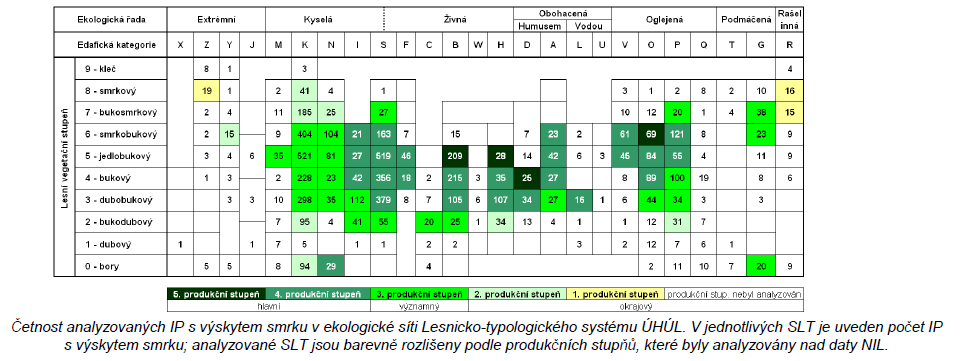 Ekologická řada Extrémní Kyselá Živná Obohacená Oglejená Podmáčená Rašel inná
Humusem Vodou
Edafická kategorie X Z Y J M K N I S F C B W H D A L U V O P Q T G R
Lesní vegetační stupeň
9 - kleč 8 1 3 4
8 - smrkový 19 1 2 41 4 4 3 1 2 8 2 10 16
7 - bukosmrkový 2 4 11 185 25 27 10 12 20 1 4 38 15
6 - smrkobukový 2 15 9 404 104 21 163 7 15 7 23 2 61 69 121 8 23 9
5 - jedlobukový 3 4 6 35 521 81 27 519 46 209 28 14 42 6 3 45 84 55 11 9
4 - bukový 1 3 2 228 23 42 356 18 2 215 3 35 25 27 8 89 100 19 8 6
3 - dubobukový 3 3 10 298 35 112 379 8 7 105 6 107 34 27 16 1 6 44 34 3 3
2 - bukodubový 7 95 4 41 55 20 25 1 34 13 4 1 1 12 31 7
1 - dubový 1 1 7 5 1 1 2 2 3 2 12 7 6 1
0 - bory 5 5 8 94 29 4 2 11 10 7 20 9
5. produkční stupeň 4. produkční stupeň 3. produkční stupeň 2. produkční stupeň 1. produkční stupeň produkční stup. nebyl analyzován
hlavní významný okrajový
Četnost analyzovaných IP s výskytem smrku v ekologické síti Lesnicko-typologického systému ÚHÚL. V jednotlivých SLT je uveden počet IP
s výskytem smrku; analyzované SLT jsou barevně rozlišeny podle produkčních stupňů, které byly analyzovány nad daty NIL.